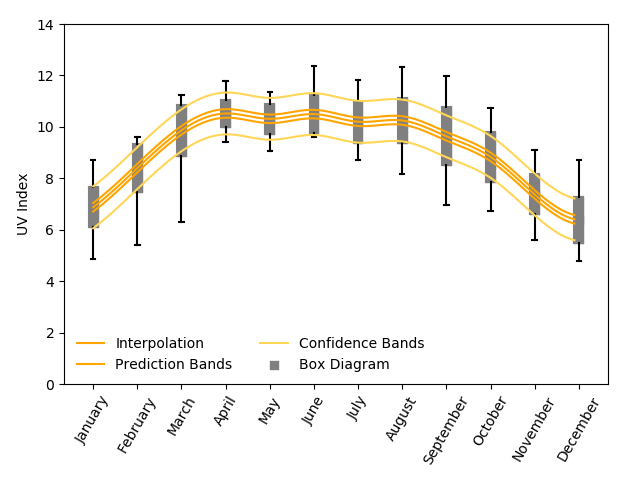 14
12
10
8
6
4
2
0
UV Index
Interpolation
Prediction Bands
Confidence Bands
Box Diagram
January
February
March
April
May
June
July
August
September
October
November
December